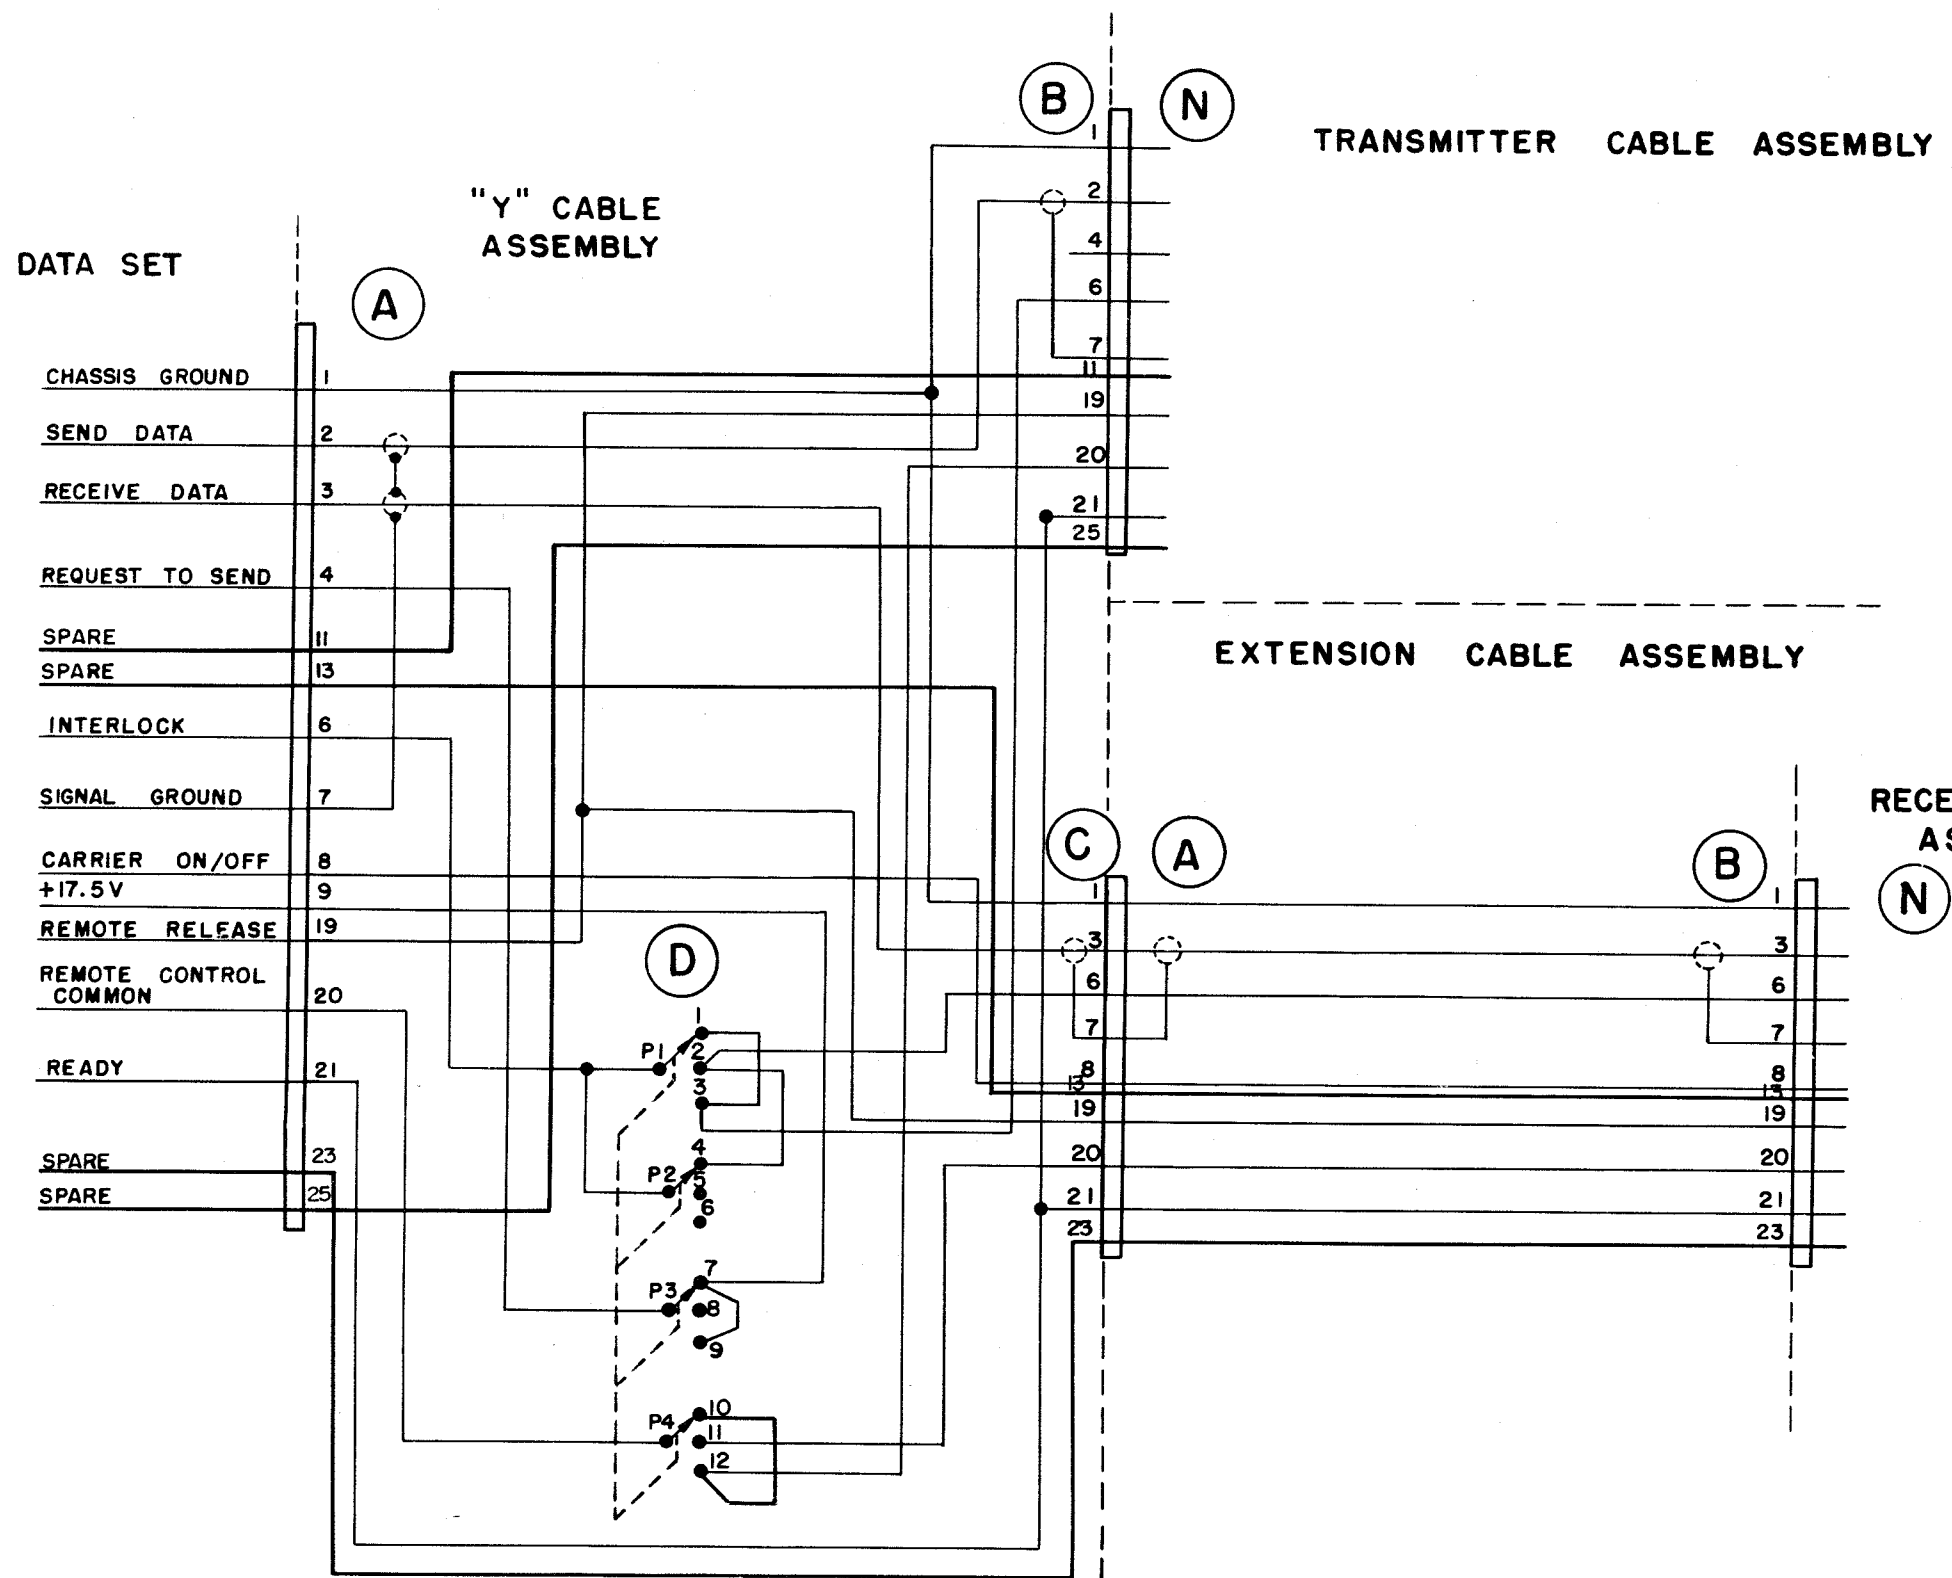 B
N
TRANSMITTER CABLE ASSEMBLY
1
2
4
6
7
11
19
20
21
25
"Y" CABLE
ASSEMBLY
DATA SET
A
CHASSIS GROUND 1
SEND DATA 2
RECEIVE DATA 3
REQUEST TO SEND 4
SPARE 11
SPARE 13
INTERLOCK 6
SIGNAL GROUND 7
CARRIER ON/OFF 8
+17.5V 9
REMOTE RELEASE 19
REMOTE CONTROL
COMMON 20
READY 21
SPARE 23
SPARE 25
D
1
P1
2
3
4
P2
5
6
7
P3
8
9
10
P4
11
12
EXTENSION CABLE ASSEMBLY
C
A
1
3
6
7
8
13
19
20
21
23
B
1
3
6
7
8
13
19
20
21
23
RECE
AS
N